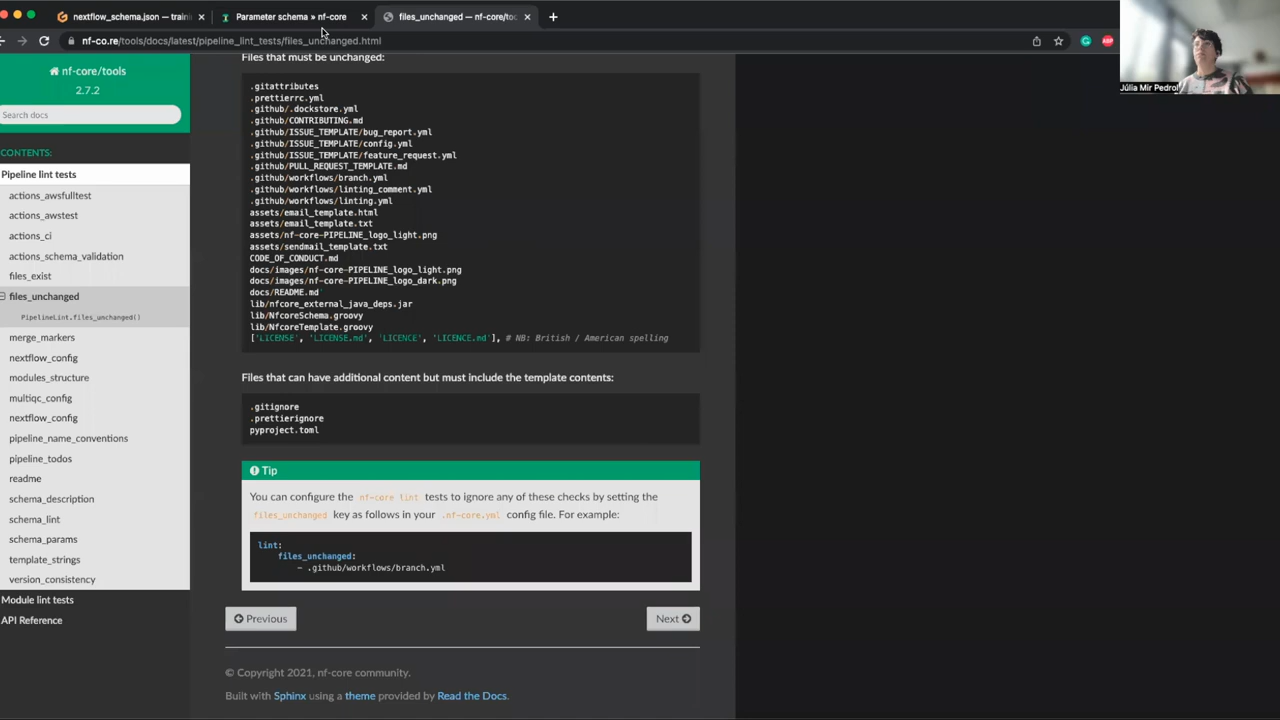 nextflow_schema.json — traini
Parameter schema » nf-core
files_unchanged — nf-core/too
nf-co.re/tools/docs/latest/pipeline_lint_tests/files_unchanged.html
ABP
Júlia Mir Pedrol
nf-core/tools
2.7.2
Search docs
CONTENTS:
Pipeline lint tests
actions_awsfulltest
actions_awstest
actions_ci
actions_schema_validation
files_exist
files_unchanged
PipelineLint.files_unchanged()
merge_markers
nextflow_config
modules_structure
multiqc_config
nextflow_config
pipeline_name_conventions
pipeline_todos
readme
schema_description
schema_lint
schema_params
template_strings
version_consistency
Module lint tests
API Reference
Files that must be unchanged:
.gitattributes
.prettierrc.yml
.github/.dockstore.yml
.github/CONTRIBUTING.md
.github/ISSUE_TEMPLATE/bug_report.yml
.github/ISSUE_TEMPLATE/config.yml
.github/ISSUE_TEMPLATE/feature_request.yml
.github/PULL_REQUEST_TEMPLATE.md
.github/workflows/branch.yml
.github/workflows/linting_comment.yml
.github/workflows/linting.yml
assets/email_template.html
assets/email_template.txt
assets/nf-core-PIPELINE_logo_light.png
assets/sendmail_template.txt
CODE_OF_CONDUCT.md
docs/images/nf-core-PIPELINE_logo_light.png
docs/images/nf-core-PIPELINE_logo_dark.png
docs/README.md'
lib/nfcore_external_java_deps.jar
lib/NfcoreSchema.groovy
lib/NfcoreTemplate.groovy
['LICENSE', 'LICENSE.md', 'LICENCE', 'LICENCE.md'], # NB: British / American spelling
Files that can have additional content but must include the template contents:
.gitignore
.prettierignore
pyproject.toml
Tip
You can configure the nf-core lint tests to ignore any of these checks by setting the
files_unchanged key as follows in your .nf-core.yml config file. For example:
lint:
files_unchanged:
- .github/workflows/branch.yml
Previous
Next
© Copyright 2021, nf-core community.
Built with Sphinx using a theme provided by Read the Docs.